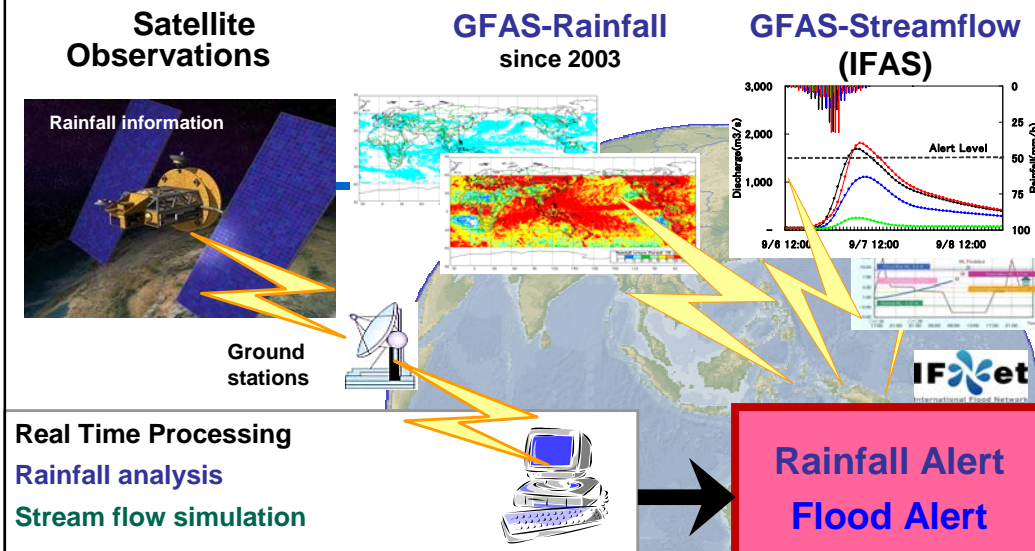 Satellite
Observations
GFAS-Rainfall
since 2003
GFAS-Streamflow
(IFAS)
Rainfall information
3,000
2,000
1,000
Discharge(m3/s)
Alert Level
0
25
50
75
100
Rainfall(mm/h)
9/6 12:00 9/7 12:00 9/8 12:00
Ground
stations
IFNet
International Flood Network
Real Time Processing
Rainfall analysis
Stream flow simulation
Rainfall Alert
Flood Alert